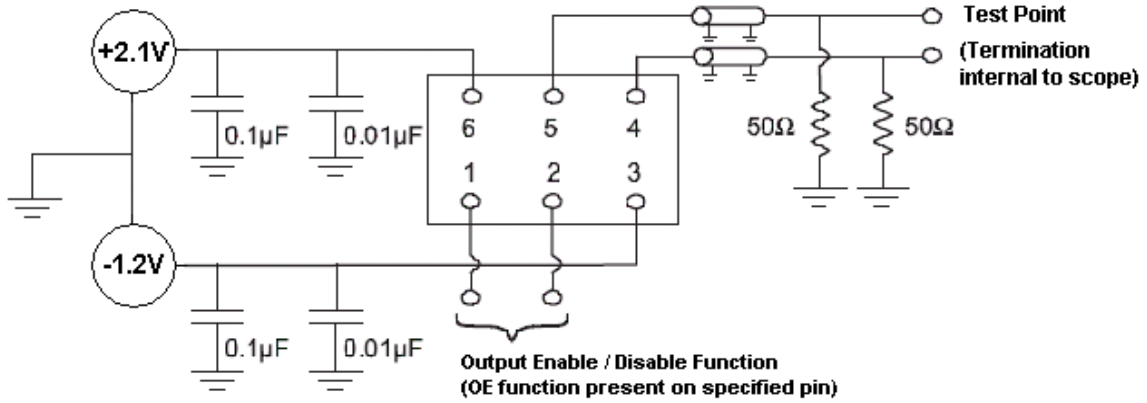 +2.1V
0.1µF
0.01µF
6
5
4
1
2
3
Test Point
(Termination
internal to scope)
50Ω
50Ω
-1.2V
0.1µF
0.01µF
Output Enable / Disable Function
(OE function present on specified pin)